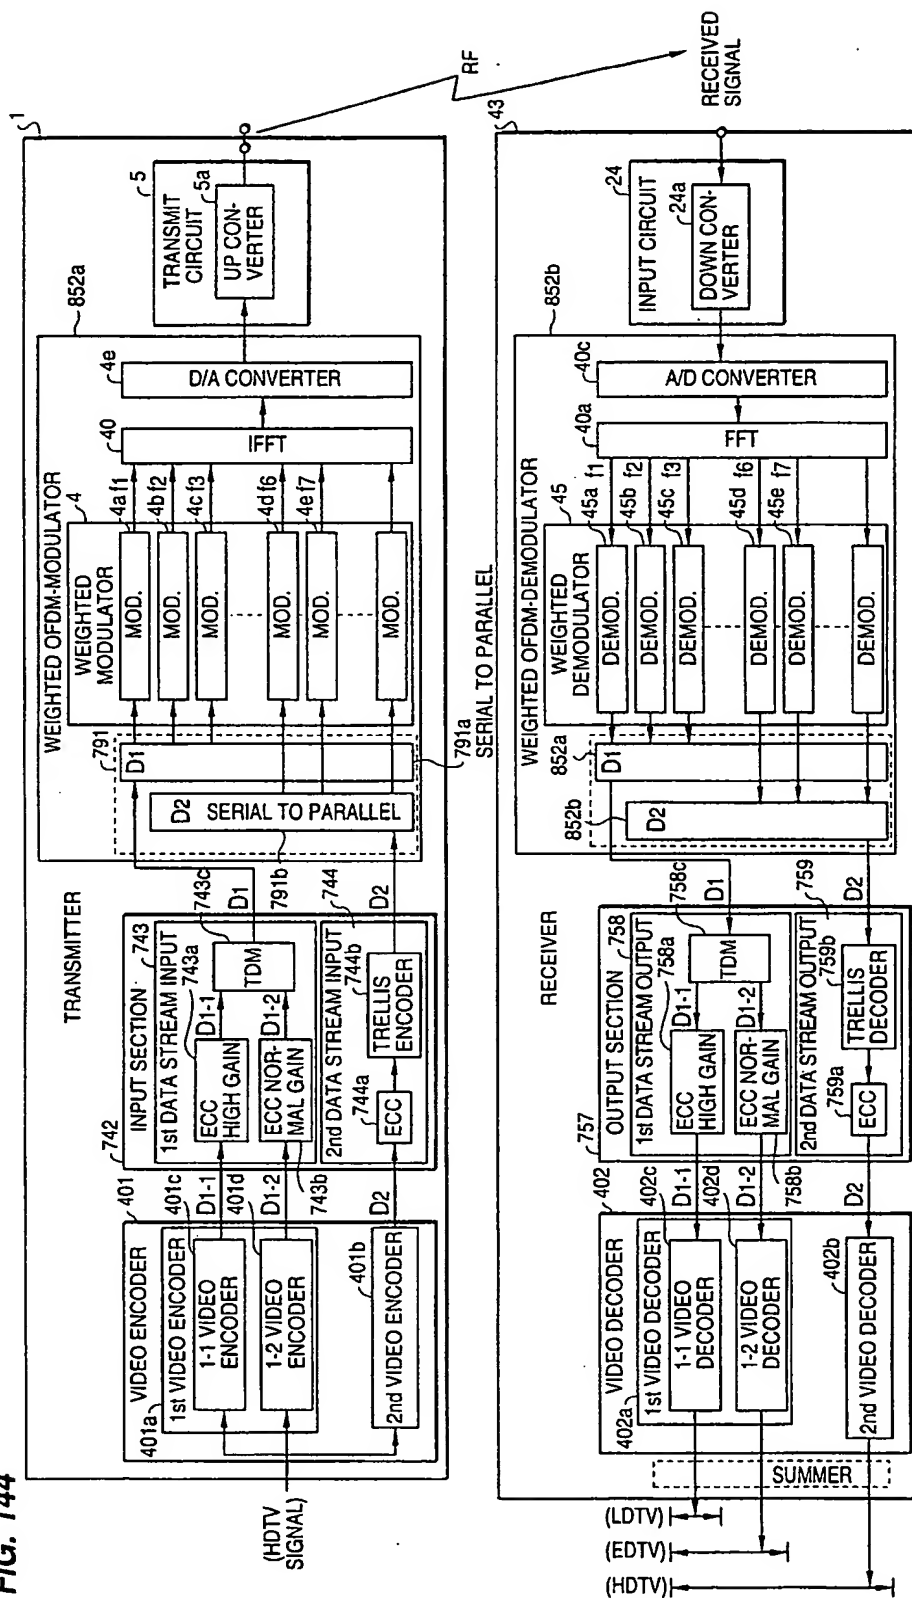 FIG. 144
TRANSMITTER
1
(HDTV
SIGNAL)
VIDEO ENCODER
401
401a
1st VIDEO ENCODER
401c
1-1 VIDEO
ENCODER
401d
1-2 VIDEO
ENCODER
401b
2nd VIDEO ENCODER
D1-1
D1-2
D2
742
INPUT SECTION
743
1st DATA STREAM INPUT
743a
ECC
HIGH GAIN
D1-1
743c
TDM
ECC NOR-
MAL GAIN
D1-2
743b
2nd DATA STREAM INPUT
744
744a
ECC
744b
TRELLIS
ENCODER
D1
D2
WEIGHTED OFDM-MODULATOR
852a
791
D1
D2
SERIAL TO PARALLEL
791b
791a
SERIAL TO PARALLEL
WEIGHTED
MODULATOR
4
MOD.
4a f1
MOD.
4b f2
MOD.
4c f3
MOD.
4d f6
MOD.
4e f7
MOD.
40
IFFT
4e
D/A CONVERTER
TRANSMIT
CIRCUIT
5
5a
UP CON-
VERTER
RF
RECEIVED
SIGNAL
RECEIVER
43
INPUT CIRCUIT
24
24a
DOWN CON-
VERTER
WEIGHTED OFDM-DEMODULATOR
852b
40c
A/D CONVERTER
40a
FFT
WEIGHTED
DEMODULATOR
45
DEMOD.
45a f1
DEMOD.
45b f2
DEMOD.
45c f3
DEMOD.
45d f6
DEMOD.
45e f7
DEMOD.
852a
D1
852b
D2
D1
D2
757
OUTPUT SECTION
758
1st DATA STREAM OUTPUT
758a
ECC
HIGH GAIN
D1-1
758c
TDM
ECC NOR-
MAL GAIN
D1-2
758b
2nd DATA STREAM OUTPUT
759
759a
ECC
759b
TRELLIS
DECODER
D1-1
D1-2
D2
VIDEO DECODER
402
402a
1st VIDEO DECODER
402c
1-1 VIDEO
DECODER
402d
1-2 VIDEO
DECODER
402b
2nd VIDEO DECODER
SUMMER
(LDTV)
(EDTV)
(HDTV)